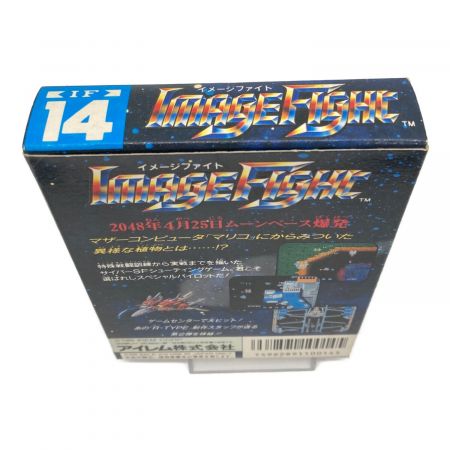 IF
14
イメージファイト
IMAGE FIGHT
TM
イメージファイト
IMAGE FIGHT
TM
2048年4月25日ムーンベース爆発
マザーコンピュータ「マリコ」にからみついた
異様な植物とは……!?
特殊戦闘訓練から実戦までを描いた
サイバーSFシューティングゲーム。君こそ
選ばれしスペシャルパイロットだ!
ゲームセンターで大ヒット!
あの「R・TYPE」制作スタッフが送る
アイレム株式会社